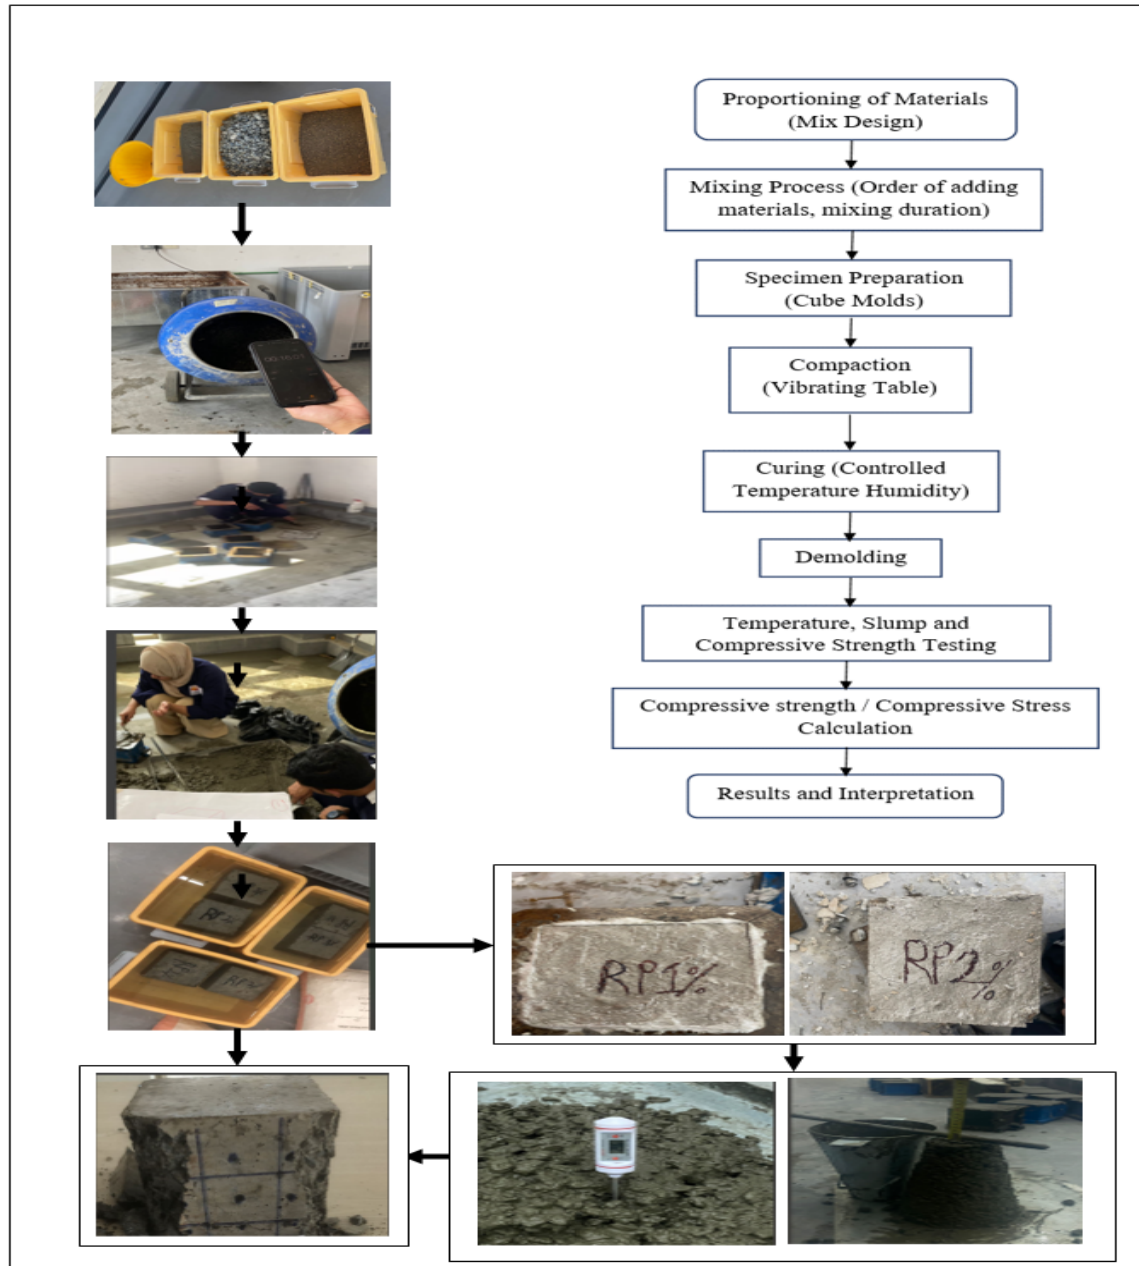 Proportioning of Materials
(Mix Design)
Mixing Process (Order of adding
materials, mixing duration)
Specimen Preparation
(Cube Molds)
Compaction
(Vibrating Table)
Curing (Controlled
Temperature Humidity)
Demolding
Temperature, Slump and
Compressive Strength Testing
Compressive strength / Compressive Stress
Calculation
Results and Interpretation
RP1%
RP2%
%